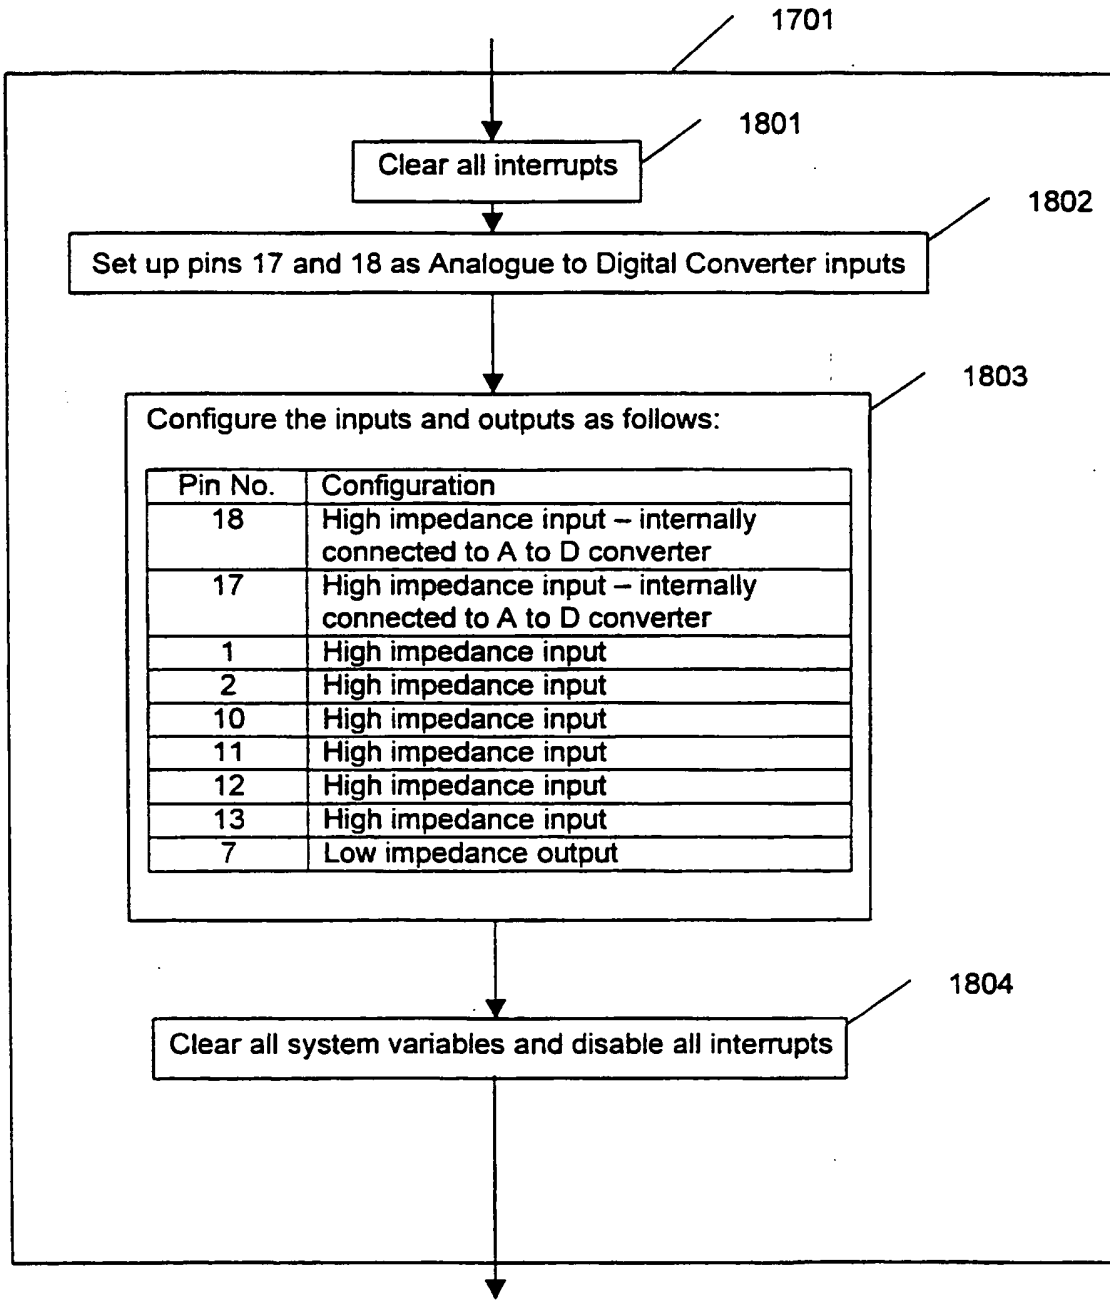 1701
1801
Clear all interrupts
1802
Set up pins 17 and 18 as Analogue to Digital Converter inputs
1803
Configure the inputs and outputs as follows:
Pin No. Configuration
18 High impedance input – internally
connected to A to D converter
17 High impedance input – internally
connected to A to D converter
1 High impedance input
2 High impedance input
10 High impedance input
11 High impedance input
12 High impedance input
13 High impedance input
7 Low impedance output
1804
Clear all system variables and disable all interrupts